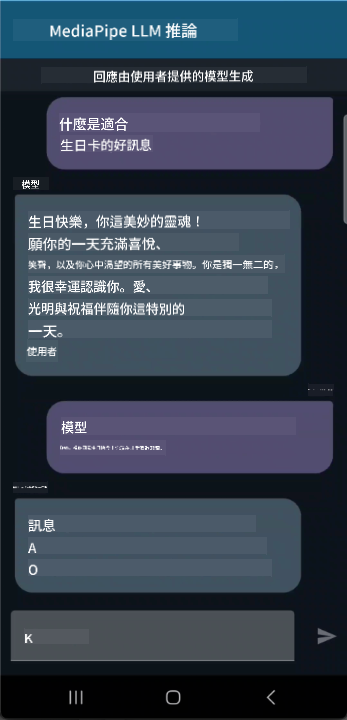 MediaPipe LLM 推論
回應由使用者提供的模型生成
什麼是適合
生日卡的好訊息
模型
生日快樂，你這美妙的靈魂！
願你的一天充滿喜悅、
笑看，以及你心中渴望的所有美好事物。你是獨一無二的，
我很幸運認識你。愛、
光明與祝福伴隨你這特別的
一天。
使用者
模型
訊息
A
O
K